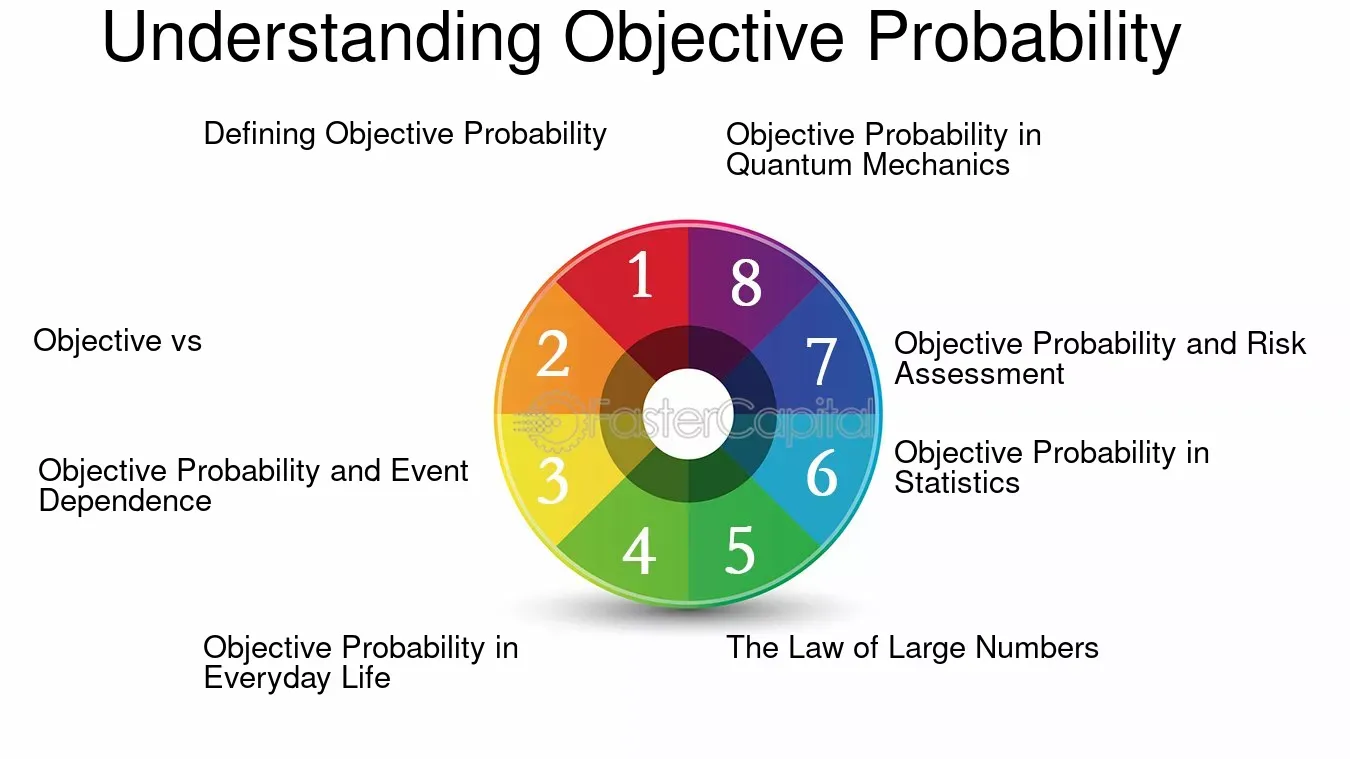 Understanding Objective Probability
Defining Objective Probability
Objective Probability in
Quantum Mechanics
1
8
2
7
Objective vs
Objective Probability and Risk
Assessment
FasterCapital
3
6
Objective Probability and Event
Dependence
Objective Probability in
Statistics
4
5
Objective Probability in
Everyday Life
The Law of Large Numbers